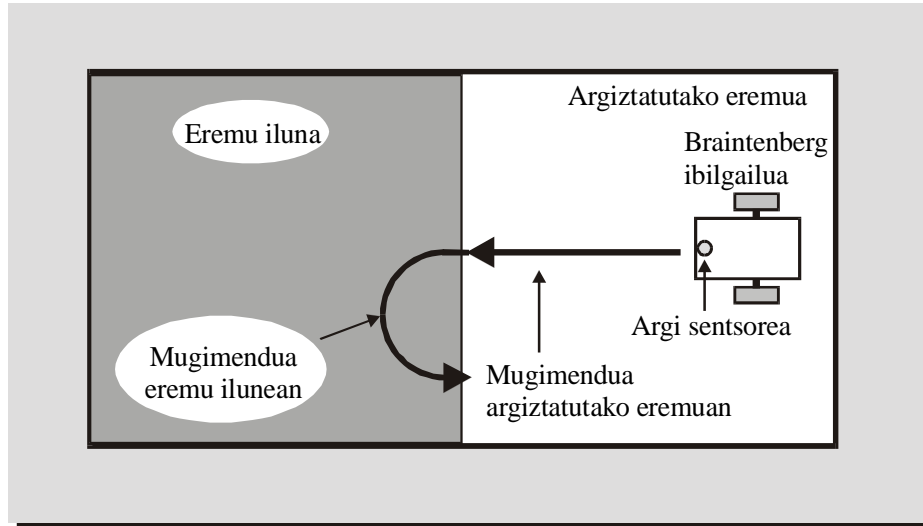 Argiztatutako eremua
Eremu iluna
Braintenberg
ibilgailua
Argi sentsorea
Mugimendua
eremu ilunean
Mugimendua
argiztatutako eremuan